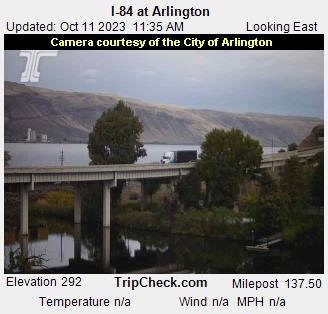 I-84 at Arlington
Updated: Oct 11 2023 11:35 AM Looking East
Camera courtesy of the City of Arlington
Elevation 292 TripCheck.com Milepost 137.50
Temperature n/a Wind n/a MPH n/a